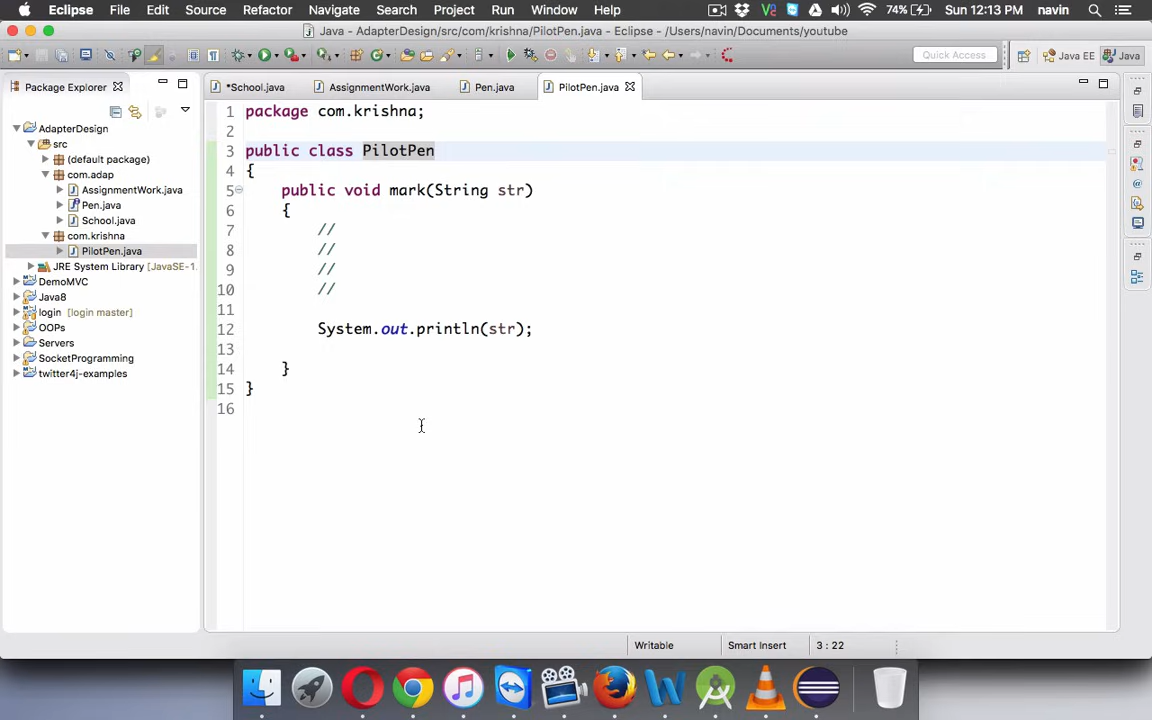 Eclipse File Edit Source Refactor Navigate Search Project Run Window Help 74% Sun 12:13 PM navin
Java - AdapterDesign/src/com/krishna/PilotPen.java - Eclipse - /Users/navin/Documents/youtube
Quick Access Java EE Java
Package Explorer
*School.java AssignmentWork.java Pen.java PilotPen.java
AdapterDesign
src
(default package)
com.adap
AssignmentWork.java
Pen.java
School.java
com.krishna
PilotPen.java
JRE System Library [JavaSE-1.
DemoMVC
Java8
login [login master]
OOPs
Servers
SocketProgramming
twitter4j-examples
1 package com.krishna;
2
3 public class PilotPen
4 {
5 public void mark(String str)
6 {
7 //
8 //
9 //
10 //
11
12 System.out.println(str);
13
14 }
15 }
16
Writable Smart Insert 3 : 22